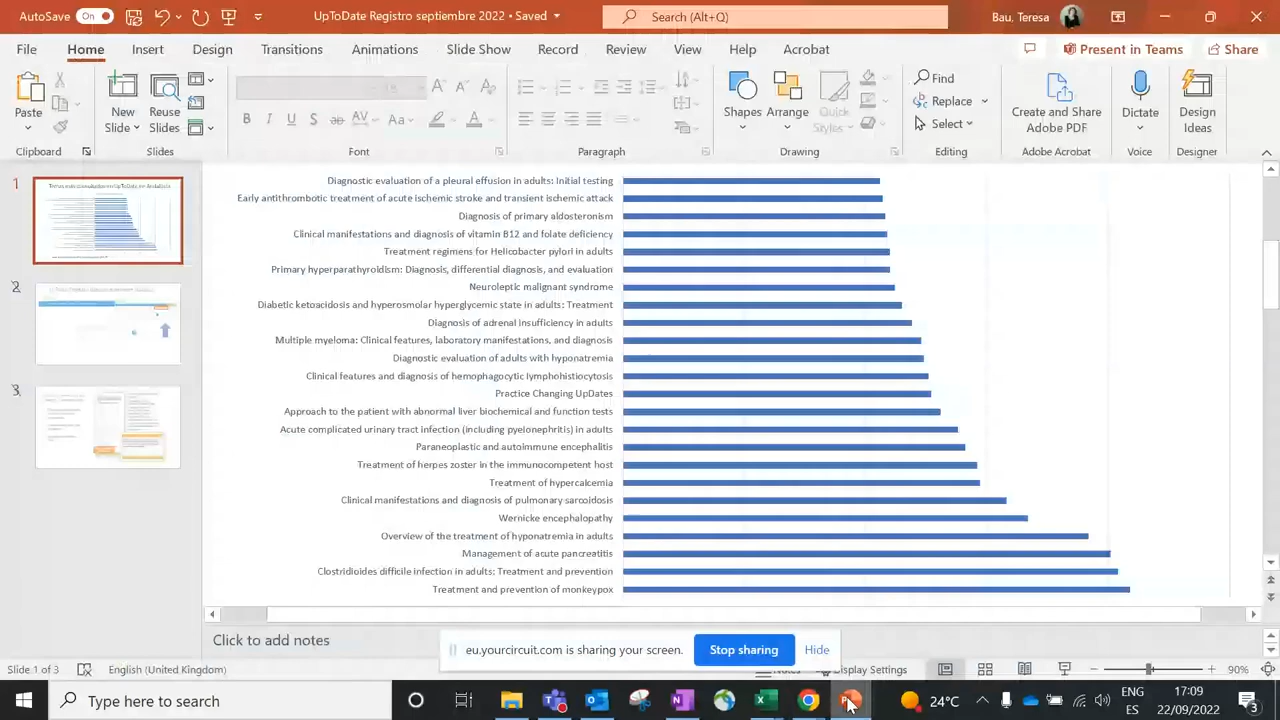 AutoSave On UpToDate Registro septiembre 2022 • Saved Search (Alt+Q) Bau, Teresa
File Home Insert Design Transitions Animations Slide Show Record Review View Help Acrobat Present in Teams Share
Paste New Slide Reuse Slides B I U S ab AV Aa A Shapes Arrange Quick Styles Find Replace Select Create and Share Adobe PDF Dictate Design Ideas
Clipboard Slides Font Paragraph Drawing Editing Adobe Acrobat Voice Designer
1
2
3
Diagnostic evaluation of a pleural effusion in adults: Initial testing
Early antithrombotic treatment of acute ischemic stroke and transient ischemic attack
Diagnosis of primary aldosteronism
Clinical manifestations and diagnosis of vitamin B12 and folate deficiency
Treatment regimens for Helicobacter pylori in adults
Primary hyperparathyroidism: Diagnosis, differential diagnosis, and evaluation
Neuroleptic malignant syndrome
Diabetic ketoacidosis and hyperosmolar hyperglycemic state in adults: Treatment
Diagnosis of adrenal insufficiency in adults
Multiple myeloma: Clinical features, laboratory manifestations, and diagnosis
Diagnostic evaluation of adults with hyponatremia
Clinical features and diagnosis of hemophagocytic lymphohistiocytosis
Practice Changing UpDates
Approach to the patient with abnormal liver biochemical and function tests
Acute complicated urinary tract infection (including pyelonephritis) in adults
Paraneoplastic and autoimmune encephalitis
Treatment of herpes zoster in the immunocompetent host
Treatment of hypercalcemia
Clinical manifestations and diagnosis of pulmonary sarcoidosis
Wernicke encephalopathy
Overview of the treatment of hyponatremia in adults
Management of acute pancreatitis
Clostridioides difficile infection in adults: Treatment and prevention
Treatment and prevention of monkeypox
Click to add notes
eu.yourcircuit.com is sharing your screen. Stop sharing Hide
Slide 1 of 3 English (United Kingdom) Notes Display Settings 90%
Type here to search 24°C ENG ES 17:09 22/09/2022 3